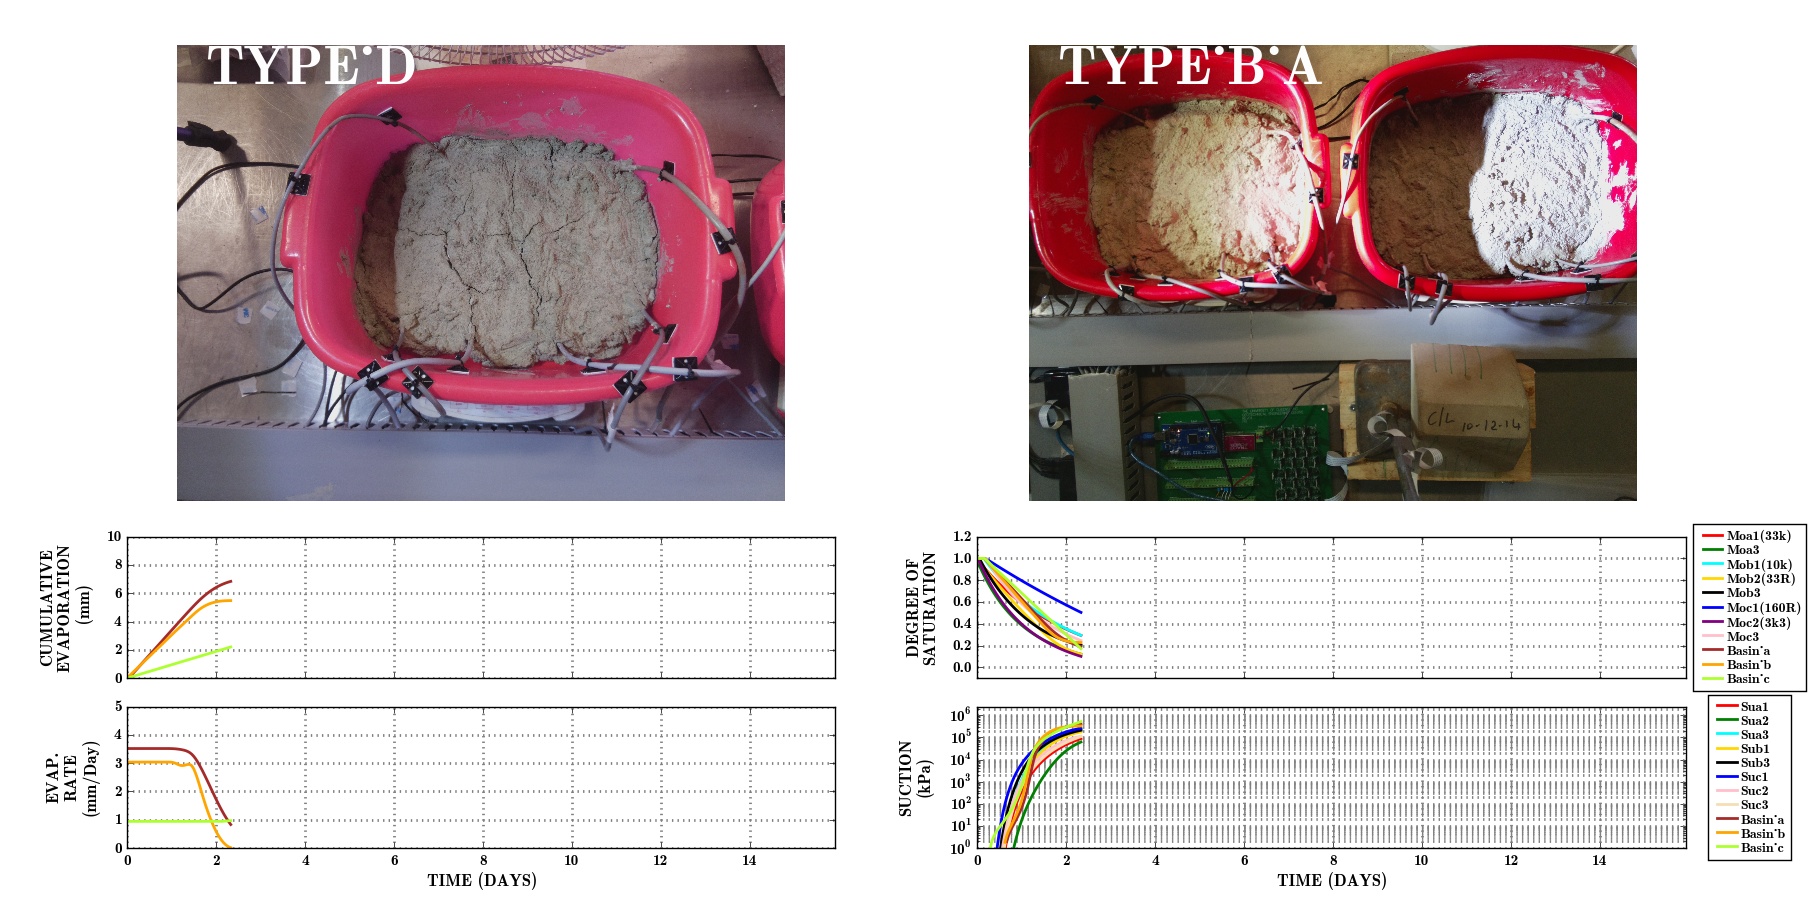 TYPE˙D
TYPE˙B˙A
C/L 10-12-14
CUMULATIVE
EVAPORATION
(mm)
10
8
6
4
2
0
EVAP.
RATE
(mm/Day)
5
4
3
2
1
0
0 2 4 6 8 10 12 14
TIME (DAYS)
DEGREE OF
SATURATION
1.2
1.0
0.8
0.6
0.4
0.2
0.0
Moa1(33k)
Moa3
Mob1(10k)
Mob2(33R)
Mob3
Moc1(160R)
Moc2(3k3)
Moc3
Basin˙a
Basin˙b
Basin˙c
SUCTION
(kPa)
10⁶
10⁵
10⁴
10³
10²
10¹
10⁰
0 2 4 6 8 10 12 14
TIME (DAYS)
Sua1
Sua2
Sua3
Sub1
Sub3
Suc1
Suc2
Suc3
Basin˙a
Basin˙b
Basin˙c